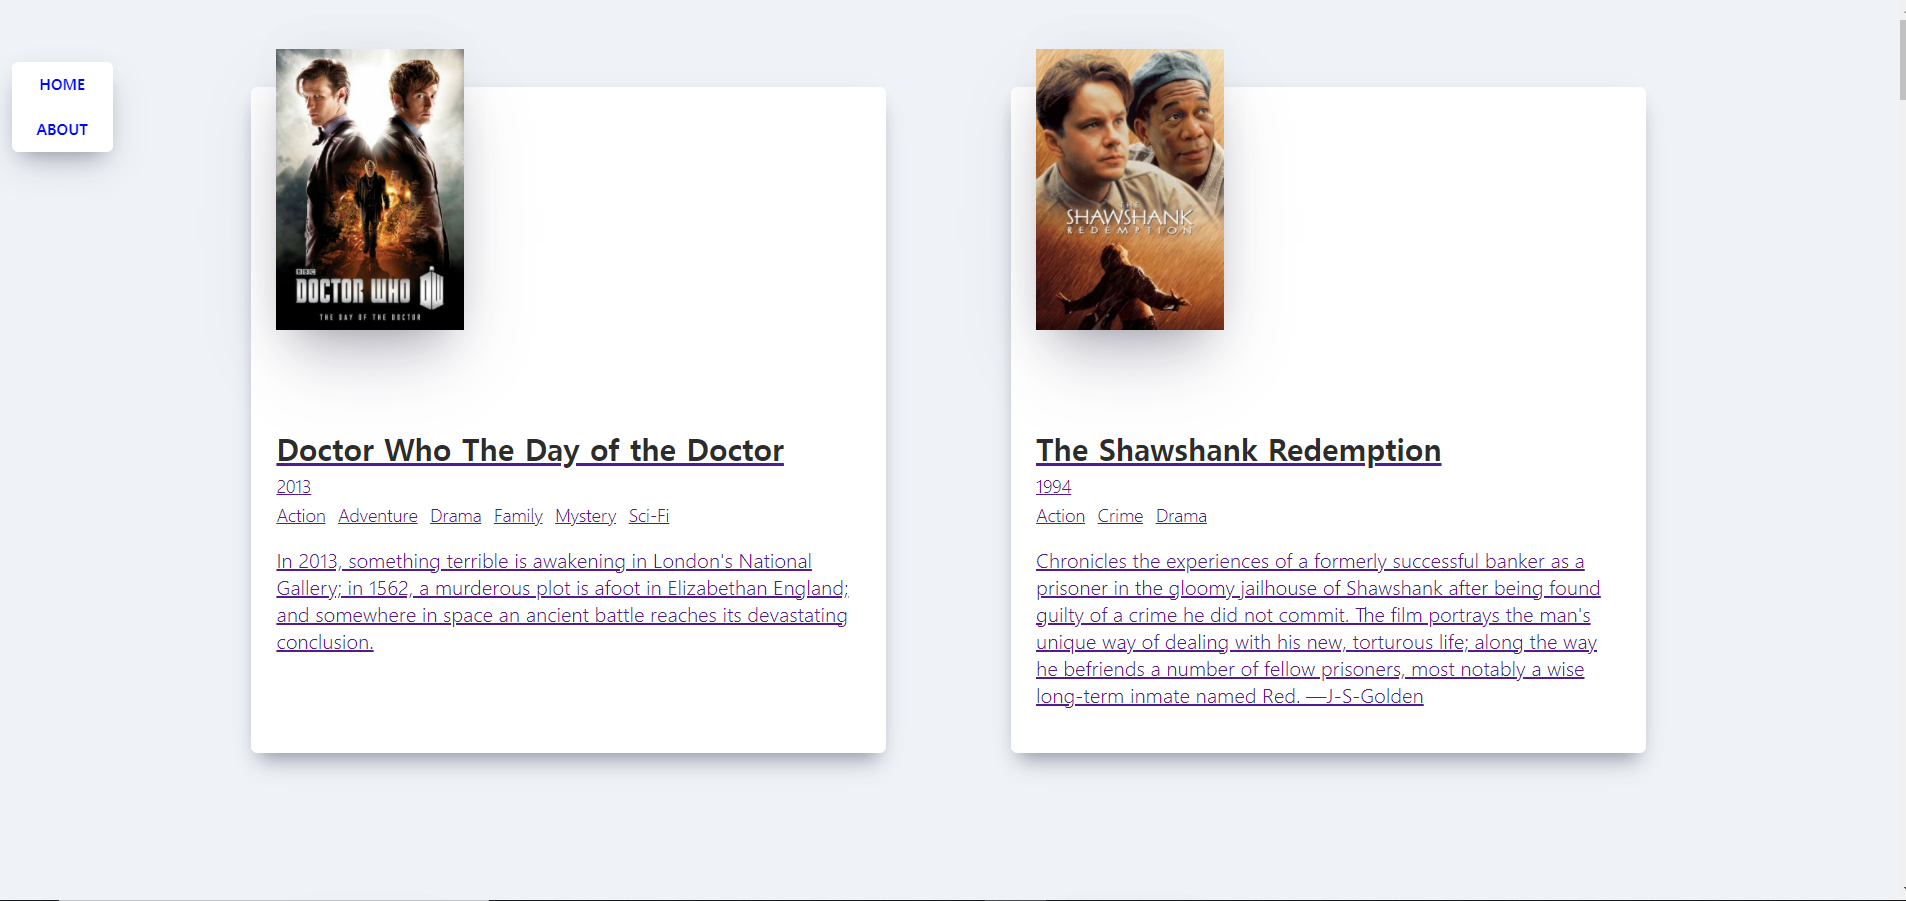 HOME
ABOUT
BBC
DOCTOR WHO DW
THE DAY OF THE DOCTOR
Doctor Who The Day of the Doctor
2013
Action Adventure Drama Family Mystery Sci-Fi
In 2013, something terrible is awakening in London's National
Gallery; in 1562, a murderous plot is afoot in Elizabethan England;
and somewhere in space an ancient battle reaches its devastating
conclusion.
THE
SHAWSHANK
REDEMPTION
The Shawshank Redemption
1994
Action Crime Drama
Chronicles the experiences of a formerly successful banker as a
prisoner in the gloomy jailhouse of Shawshank after being found
guilty of a crime he did not commit. The film portrays the man's
unique way of dealing with his new, torturous life; along the way
he befriends a number of fellow prisoners, most notably a wise
long-term inmate named Red. —J-S-Golden